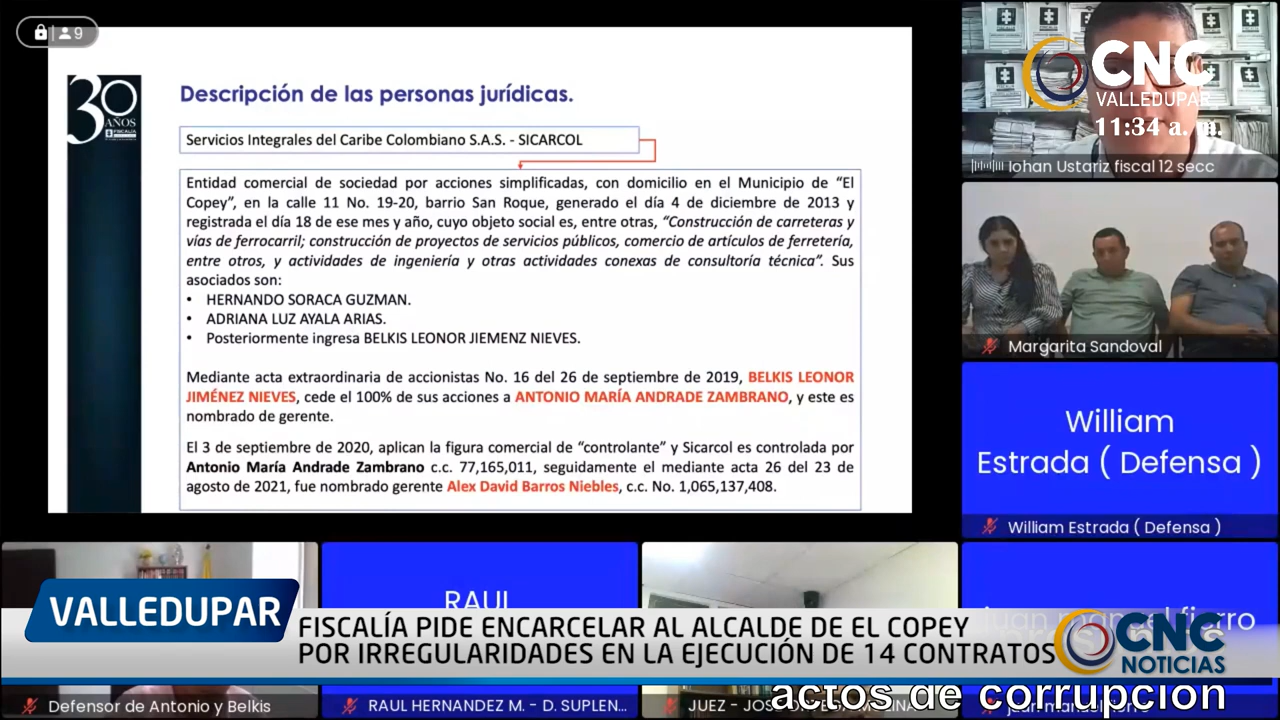 9
30
AÑOS
FISCALÍA
Descripción de las personas jurídicas.
Servicios Integrales del Caribe Colombiano S.A.S. - SICARCOL
Entidad comercial de sociedad por acciones simplificadas, con domicilio en el Municipio de “El
Copey”, en la calle 11 No. 19-20, barrio San Roque, generado el día 4 de diciembre de 2013 y
registrada el día 18 de ese mes y año, cuyo objeto social es, entre otras, “Construcción de carreteras y
vías de ferrocarril; construcción de proyectos de servicios públicos, comercio de artículos de ferretería,
entre otros, y actividades de ingeniería y otras actividades conexas de consultoría técnica”. Sus
asociados son:
• HERNANDO SORACA GUZMAN.
• ADRIANA LUZ AYALA ARIAS.
• Posteriormente ingresa BELKIS LEONOR JIEMENZ NIEVES.
Mediante acta extraordinaria de accionistas No. 16 del 26 de septiembre de 2019, BELKIS LEONOR
JIMÉNEZ NIEVES, cede el 100% de sus acciones a ANTONIO MARÍA ANDRADE ZAMBRANO, y este es
nombrado de gerente.
El 3 de septiembre de 2020, aplican la figura comercial de “controlante” y Sicarcol es controlada por
Antonio María Andrade Zambrano c.c. 77,165,011, seguidamente el mediante acta 26 del 23 de
agosto de 2021, fue nombrado gerente Alex David Barros Niebles, c.c. No. 1,065,137,408.
CNC
VALLEDUPAR
11:34 a. m.
Iohan Ustariz fiscal 12 secc
Margarita Sandoval
William
Estrada ( Defensa )
William Estrada ( Defensa )
RAUL
VALLEDUPAR
FISCALÍA PIDE ENCARCELAR AL ALCALDE DE EL COPEY
POR IRREGULARIDADES EN LA EJECUCIÓN DE 14 CONTRATOS
CNC
NOTICIAS
Defensor de Antonio y Belkis
RAUL HERNANDEZ M. - D. SUPLEN...
JUEZ - JOSE
actos de corrupción